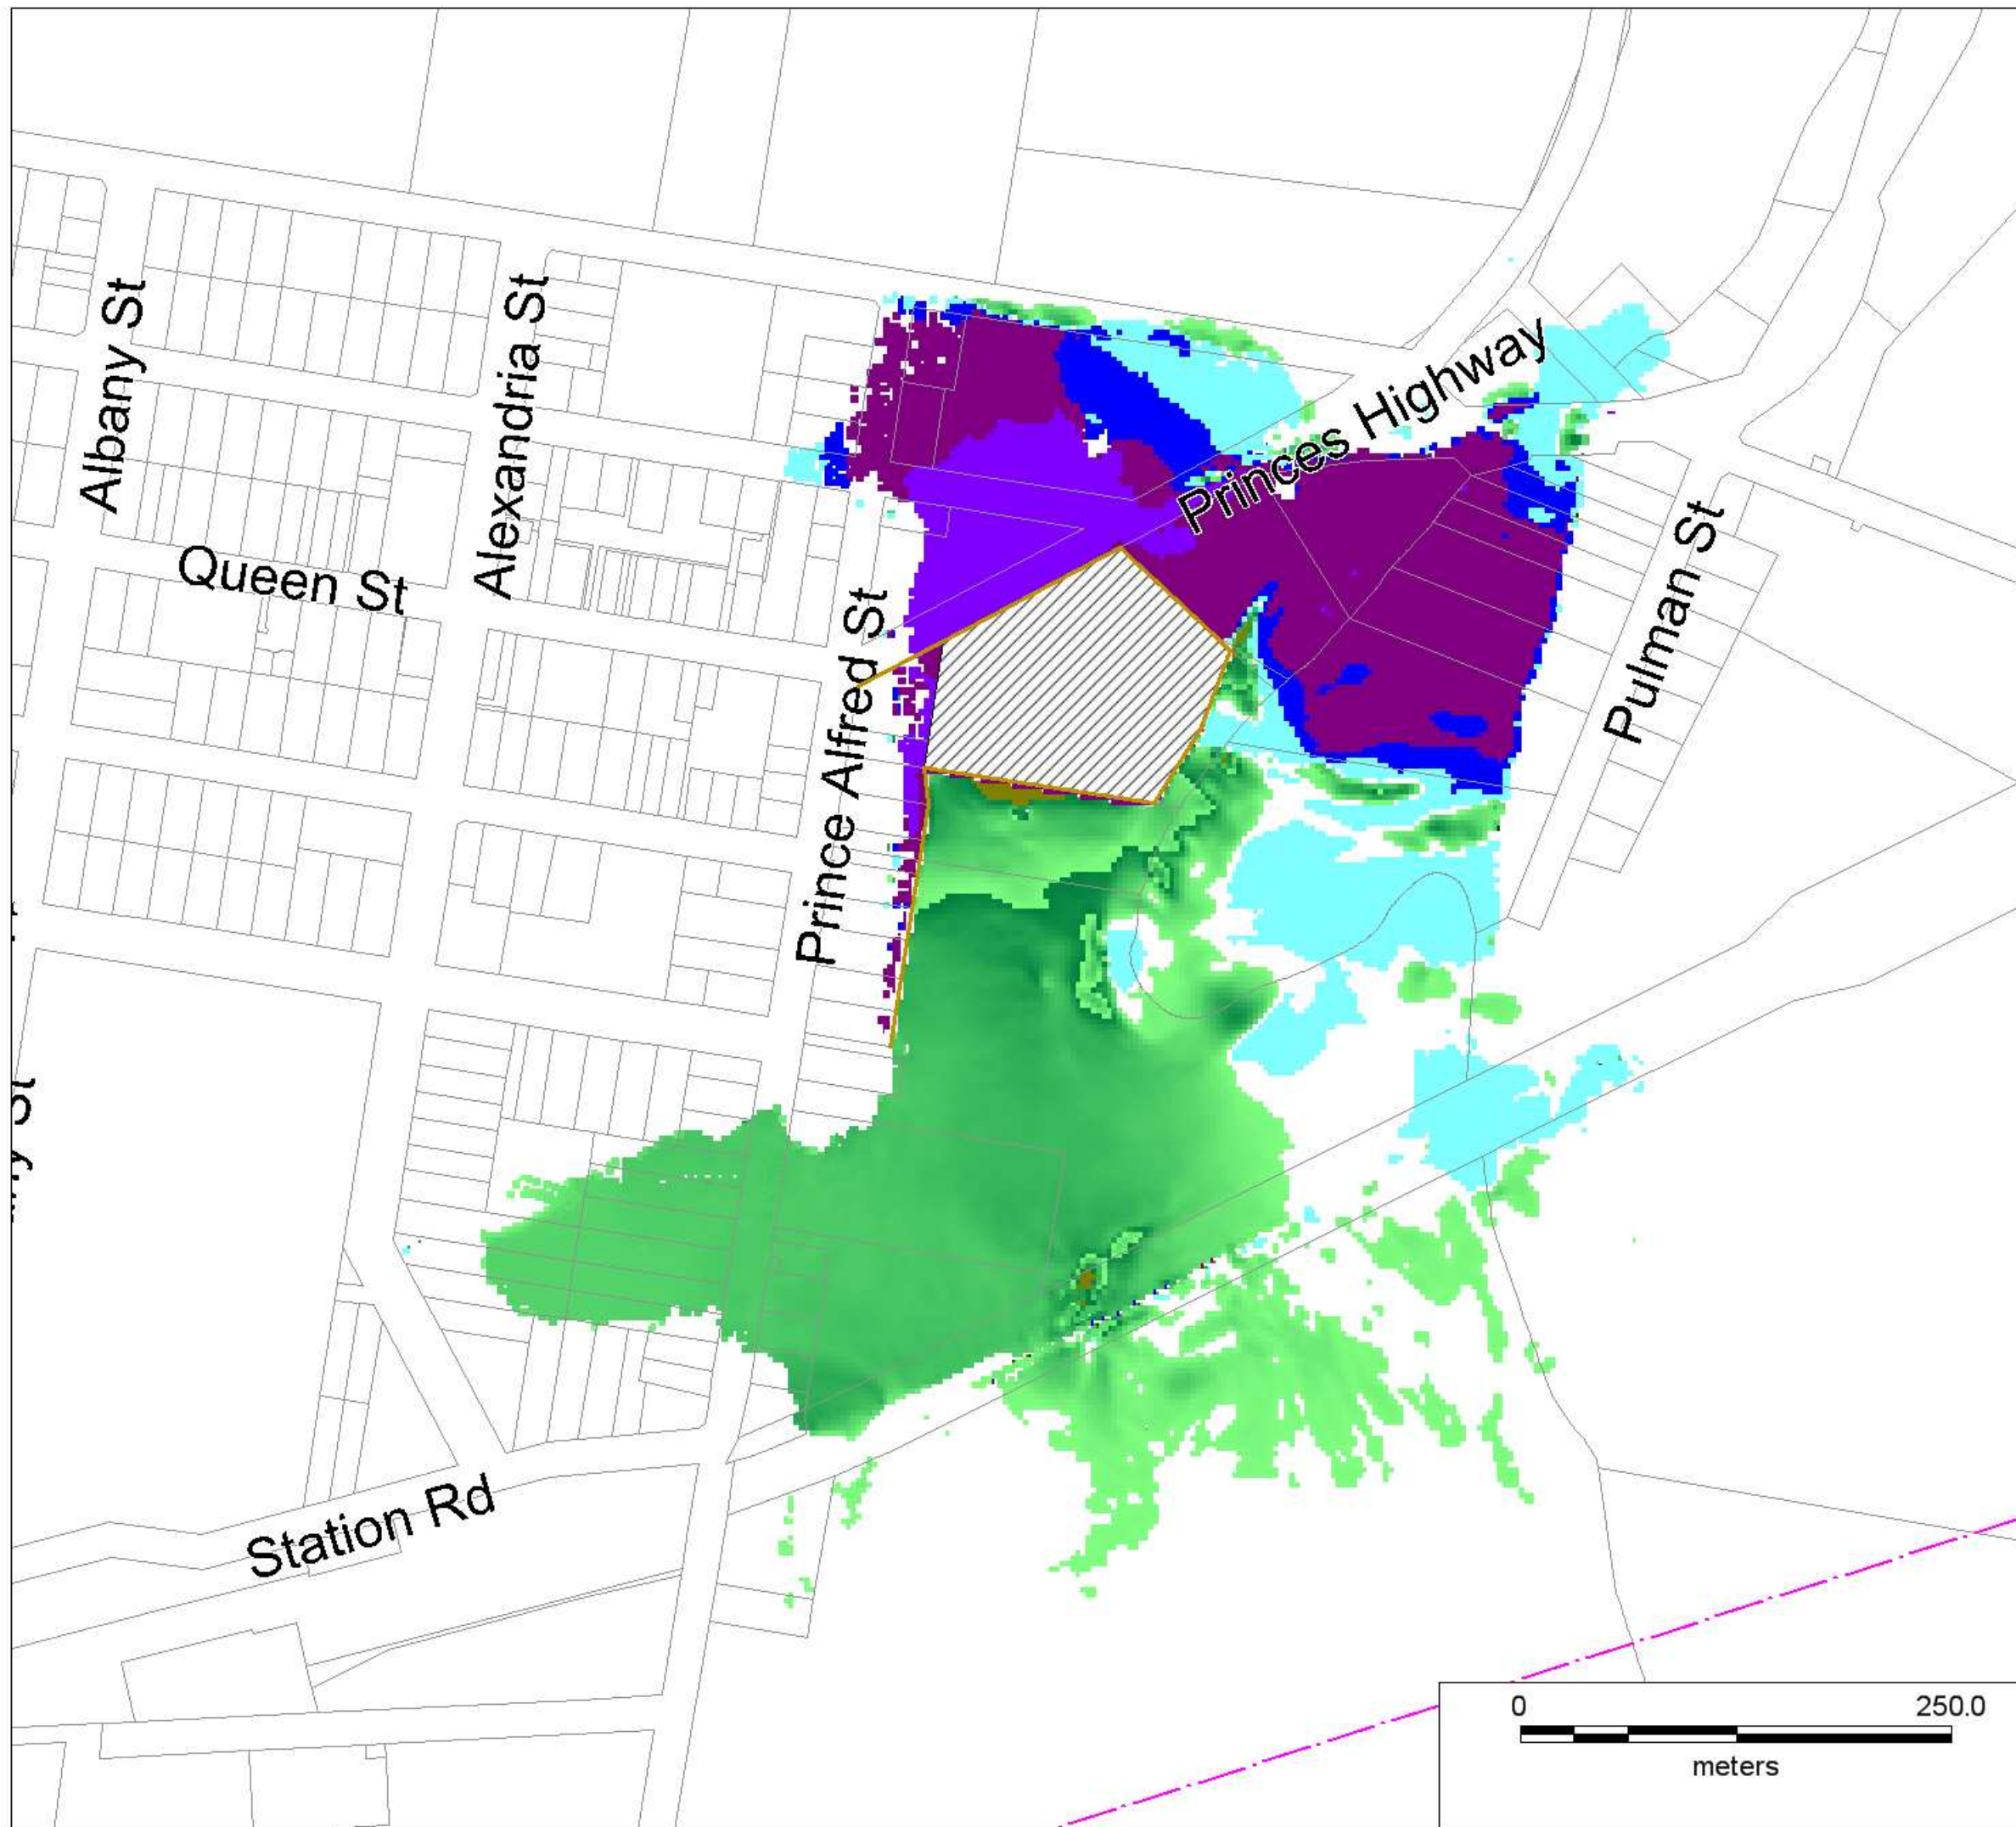 Princes Highway
Albany St
Alexandria St
Queen St
Prince Alfred St
Pulman St
St
Station Rd
0 250.0
meters